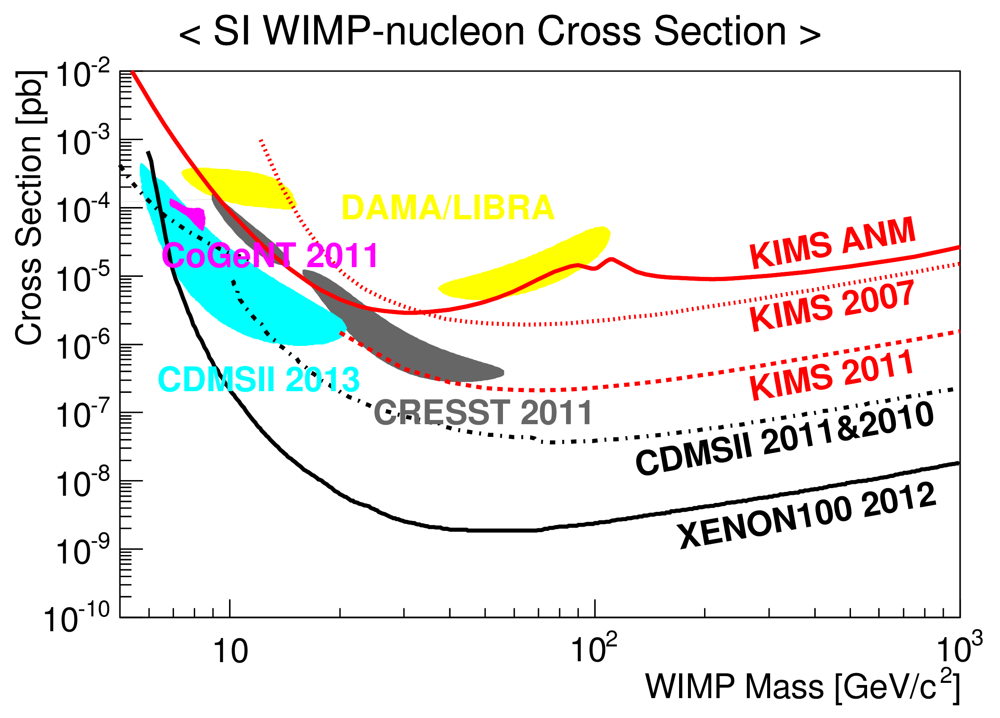 < SI WIMP-nucleon Cross Section >
Cross Section [pb]
10-2
10-3
10-4
10-5
10-6
10-7
10-8
10-9
10-10
DAMA/LIBRA
KIMS ANM
CoGeNT 2011
KIMS 2007
KIMS 2011
CDMSII 2013
CRESST 2011
CDMSII 2011&2010
XENON100 2012
10
102
103
WIMP Mass [GeV/c2]